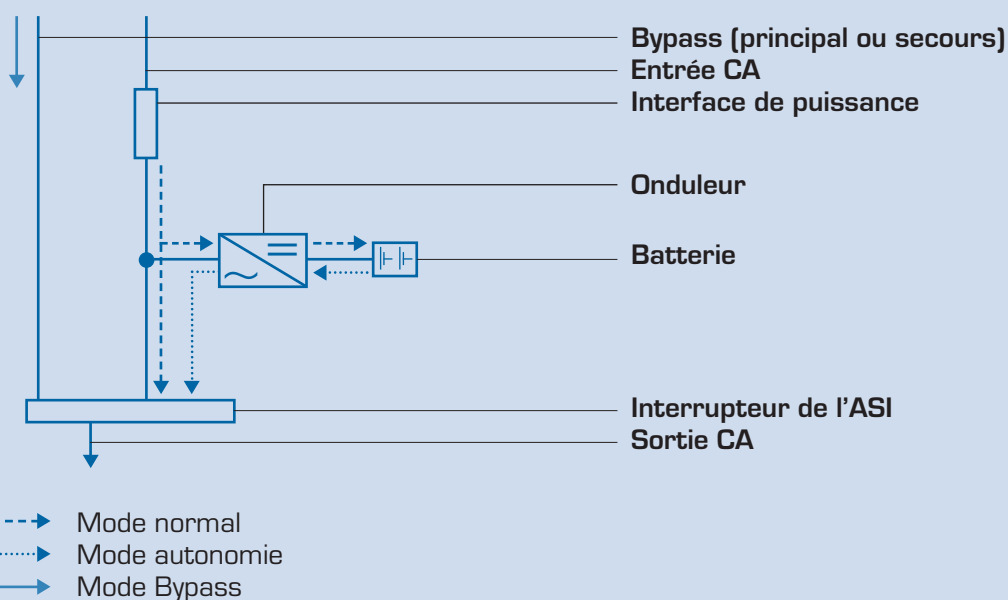 Bypass (principal ou secours)
Entrée CA
Interface de puissance
Onduleur
Batterie
Interrupteur de l'ASI
Sortie CA
Mode normal
Mode autonomie
Mode Bypass